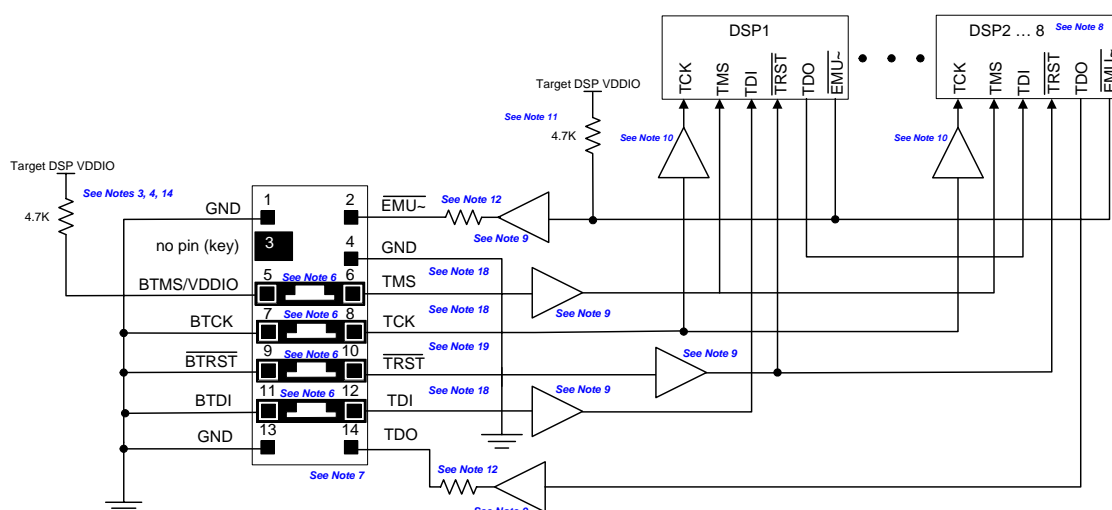 DSP1
DSP2 … 8 See Note 8
TCK TMS TDI TRST TDO EMU~
TCK TMS TDI TRST TDO EMU~
Target DSP VDDIO
See Note 11
4.7K
See Note 10
See Note 10
Target DSP VDDIO
See Notes 3, 4, 14
4.7K
GND 1 2 EMU~ See Note 12
See Note 9
no pin (key) 3 4 GND
BTMS/VDDIO 5 See Note 6 6 TMS See Note 18
See Note 9
BTCK 7 See Note 6 8 TCK See Note 18
BTRST 9 See Note 6 10 TRST See Note 19
See Note 9
BTDI 11 See Note 6 12 TDI See Note 18
See Note 9
GND 13 14 TDO
See Note 7
See Note 12